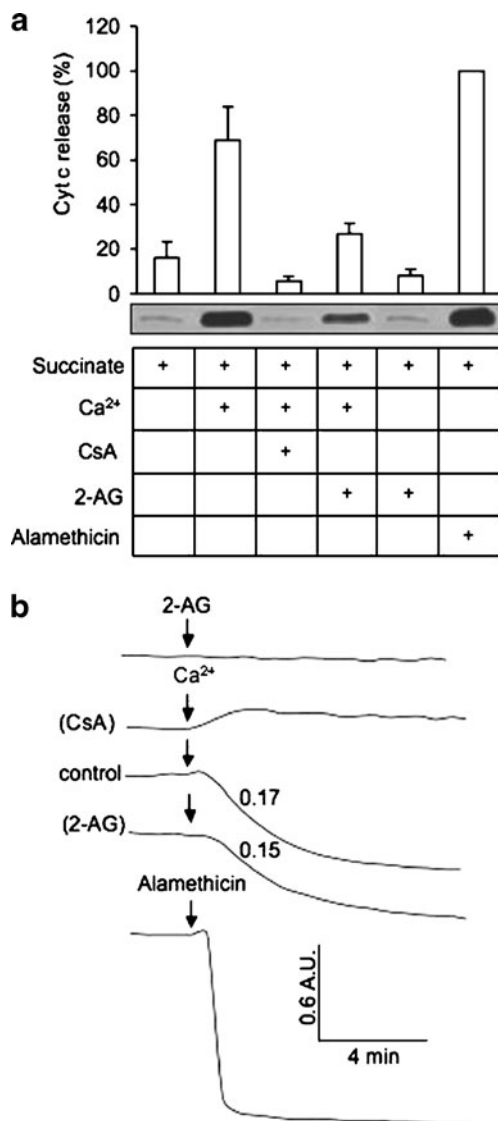 a
Cyt c release (%)
120
100
80
60
40
20
0
Succinate + + + + + +
Ca²⁺ + + +
CsA +
2-AG + +
Alamethicin +
b
2-AG
Ca²⁺
(CsA)
control
0.17
(2-AG)
0.15
Alamethicin
0.6 A.U.
4 min